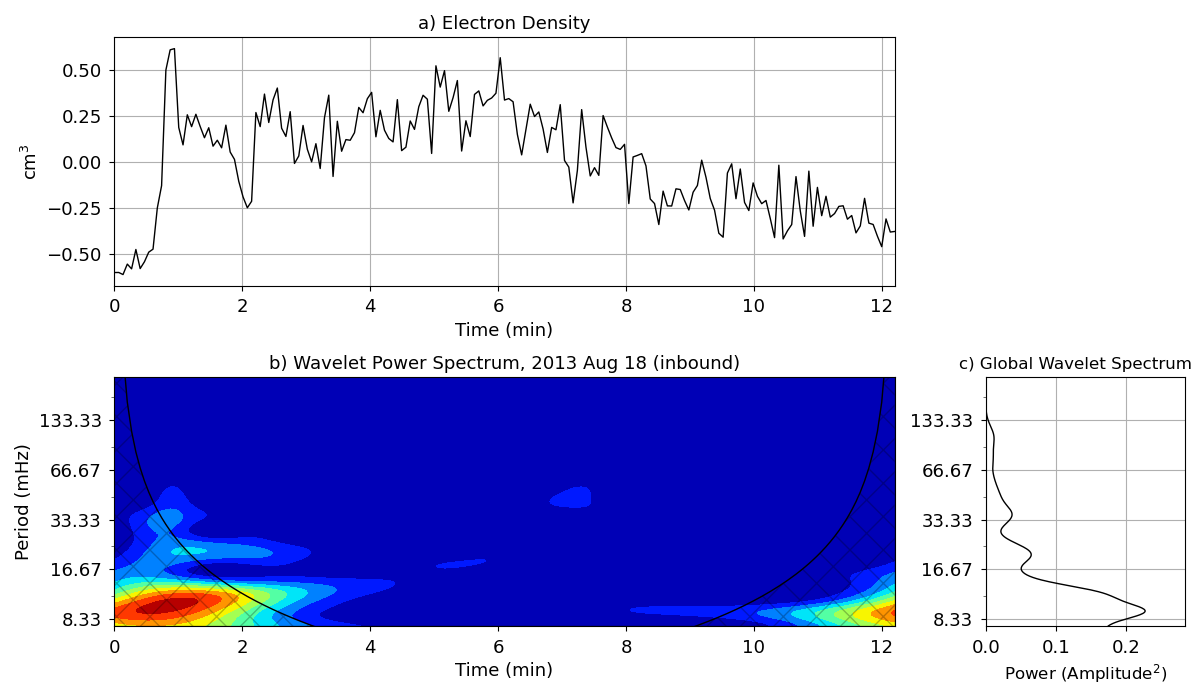 a) Electron Density
0.50
0.25
0.00
−0.25
−0.50
cm³
0 2 4 6 8 10 12
Time (min)
b) Wavelet Power Spectrum, 2013 Aug 18 (inbound)
133.33
66.67
33.33
16.67
8.33
Period (mHz)
0 2 4 6 8 10 12
Time (min)
c) Global Wavelet Spectrum
133.33
66.67
33.33
16.67
8.33
0.0 0.1 0.2
Power (Amplitude²)